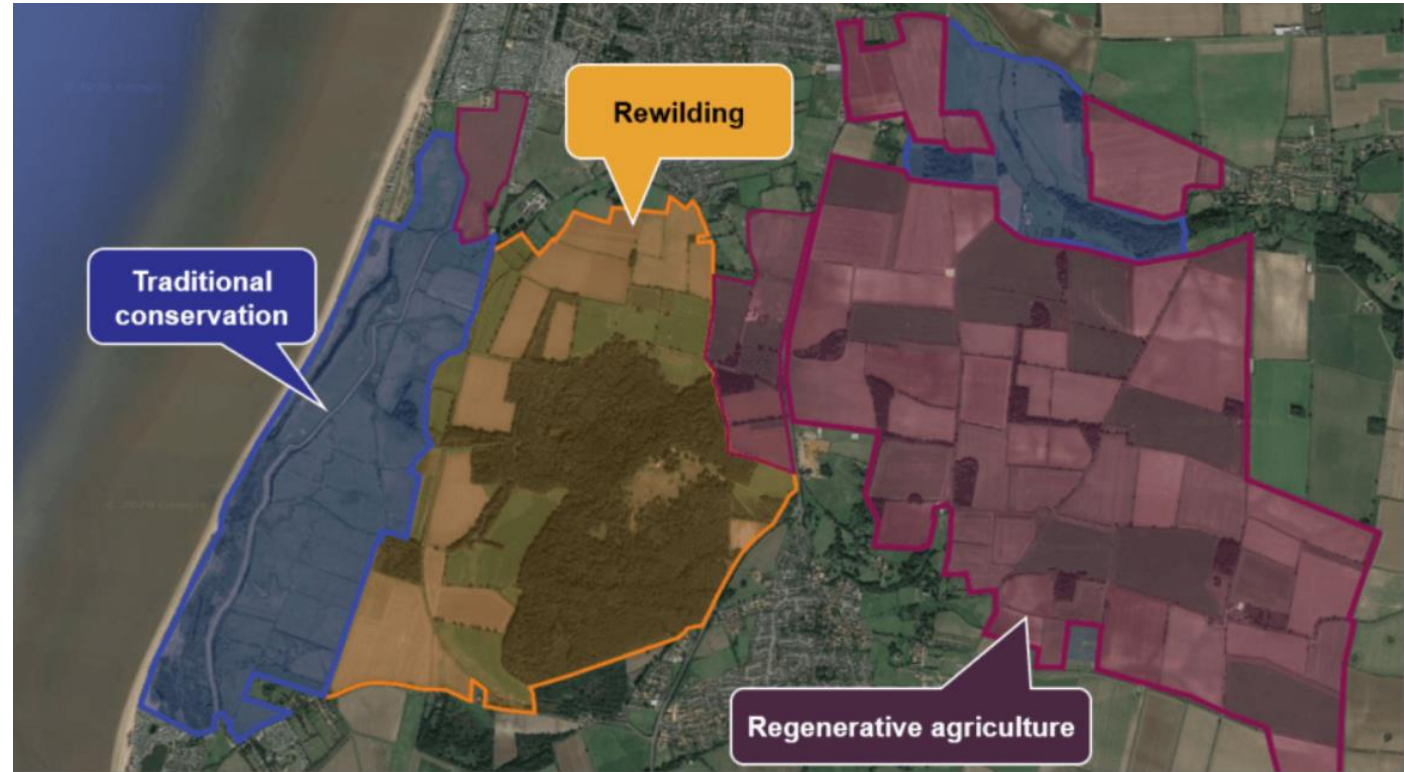 Rewilding
Traditional
conservation
Regenerative agriculture